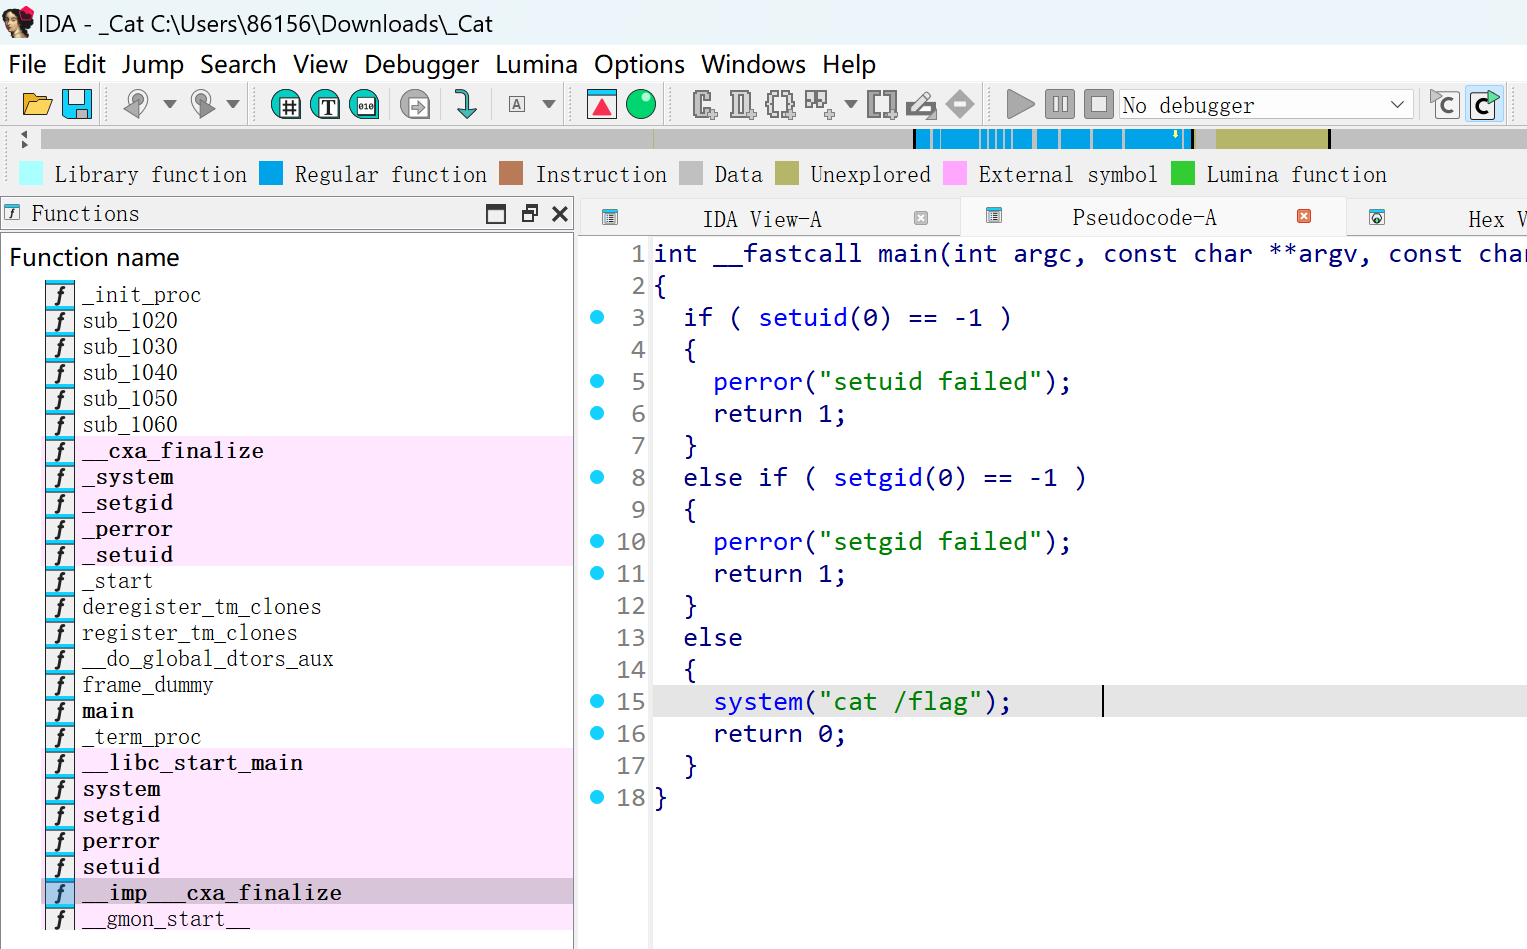 IDA - _Cat C:\Users\86156\Downloads\_Cat
File Edit Jump Search View Debugger Lumina Options Windows Help
No debugger
Library function Regular function Instruction Data Unexplored External symbol Lumina function
Functions
Function name
_init_proc
sub_1020
sub_1030
sub_1040
sub_1050
sub_1060
__cxa_finalize
_system
_setgid
_perror
_setuid
_start
deregister_tm_clones
register_tm_clones
__do_global_dtors_aux
frame_dummy
main
_term_proc
__libc_start_main
system
setgid
perror
setuid
__imp___cxa_finalize
__gmon_start__
IDA View-A Pseudocode-A Hex V
1 int __fastcall main(int argc, const char **argv, const char
2 {
3 if ( setuid(0) == -1 )
4 {
5 perror("setuid failed");
6 return 1;
7 }
8 else if ( setgid(0) == -1 )
9 {
10 perror("setgid failed");
11 return 1;
12 }
13 else
14 {
15 system("cat /flag");
16 return 0;
17 }
18 }